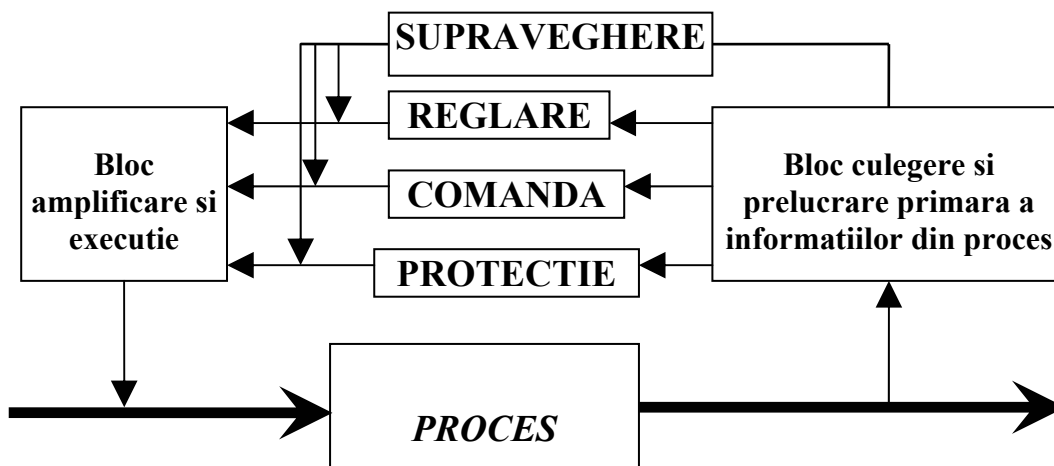 SUPRAVEGHERE
REGLARE
COMANDA
PROTECTIE
Bloc
amplificare si
executie
Bloc culegere si
prelucrare primara a
informatiilor din proces
PROCES